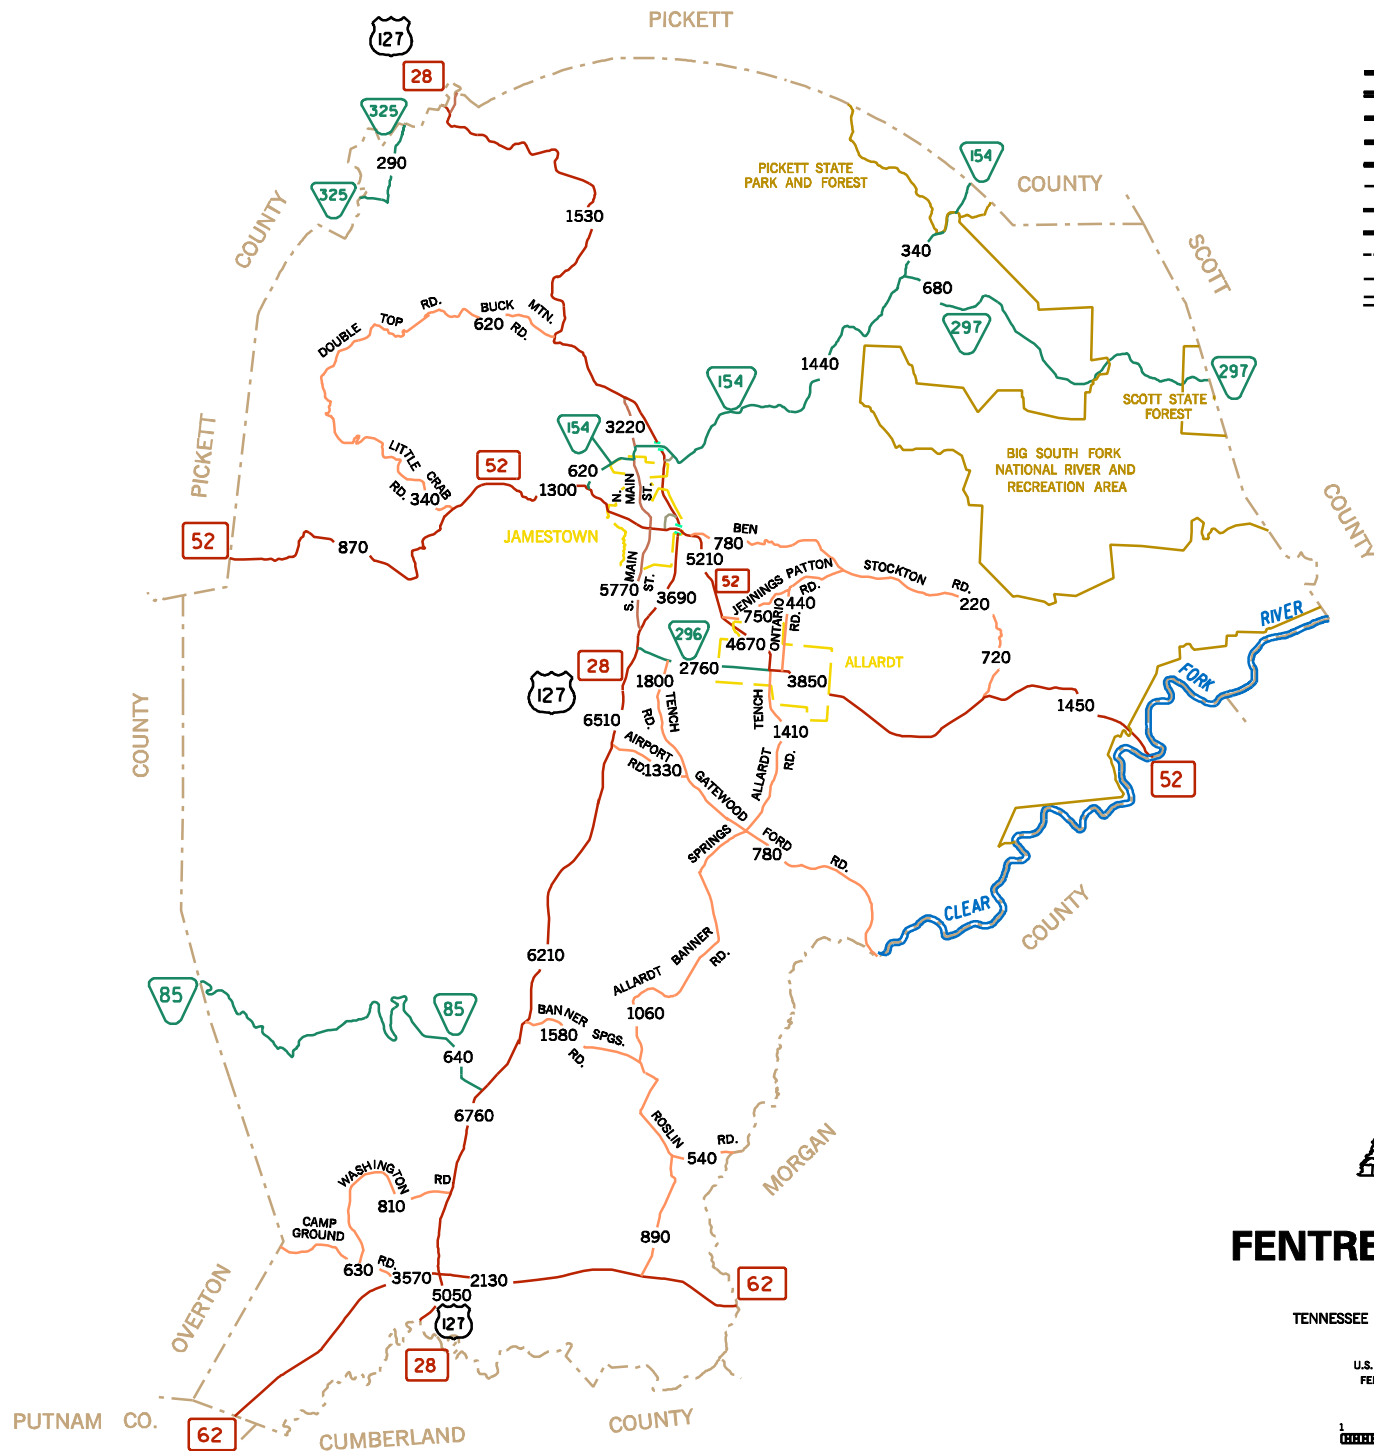 PICKETT
127
28
325
290
325
COUNTY
1530
PICKETT STATE
PARK AND FOREST
154
COUNTY
340
680
297
SCOTT
DOUBLE TOP RD.
BUCK MTN.
620 RD.
1440
154
297
SCOTT STATE
FOREST
PICKETT
154
3220
LITTLE CRAB
RD. 340
52
620
1300
N.
MAIN
ST.
BIG SOUTH FORK
NATIONAL RIVER AND
RECREATION AREA
COUNTY
52
870
JAMESTOWN
BEN
780
5210
STOCKTON RD.
220
52
JENNINGS PATTON
RD.
750
440
5770
S. MAIN
ST.
3690
296
4670
ONTARIO
RD.
RIVER
28
2760
ALLARDT
720
FORK
127
1800
3850
TENCH
RD.
TENCH
6510
1410
1450
COUNTY
AIRPORT
RD.
1330
ALLARDT
RD.
52
GATEWOOD FORD RD.
SPRINGS
780
CLEAR
COUNTY
6210
ALLARDT BANNER
RD.
85
85
1060
BANNER SPGS.
1580
RD.
640
6760
ROSLIN RD.
540
MORGAN
WASHINGTON RD
810
CAMP
GROUND
RD.
630
890
3570
2130
5050
127
62
OVERTON
28
FENTRE
TENNESSEE
U.S.
FE
PUTNAM CO.
62
CUMBERLAND
COUNTY
1